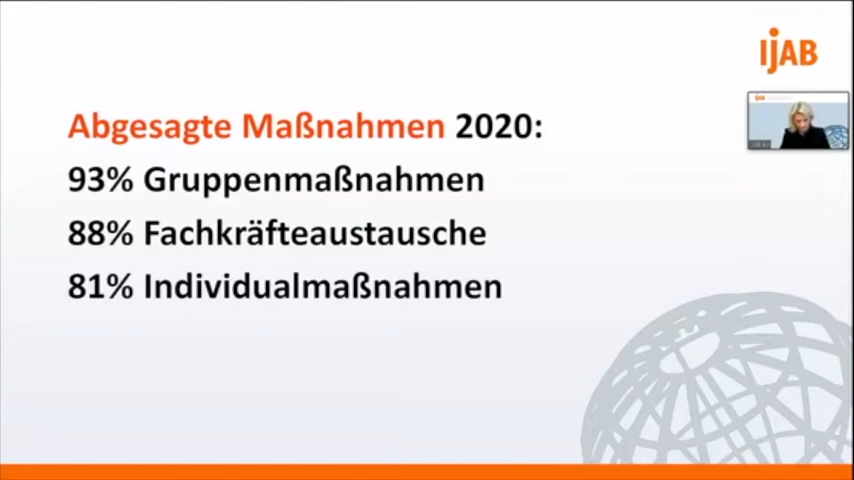 IJAB
Abgesagte Maßnahmen 2020:
93% Gruppenmaßnahmen
88% Fachkräfteaustausche
81% Individualmaßnahmen